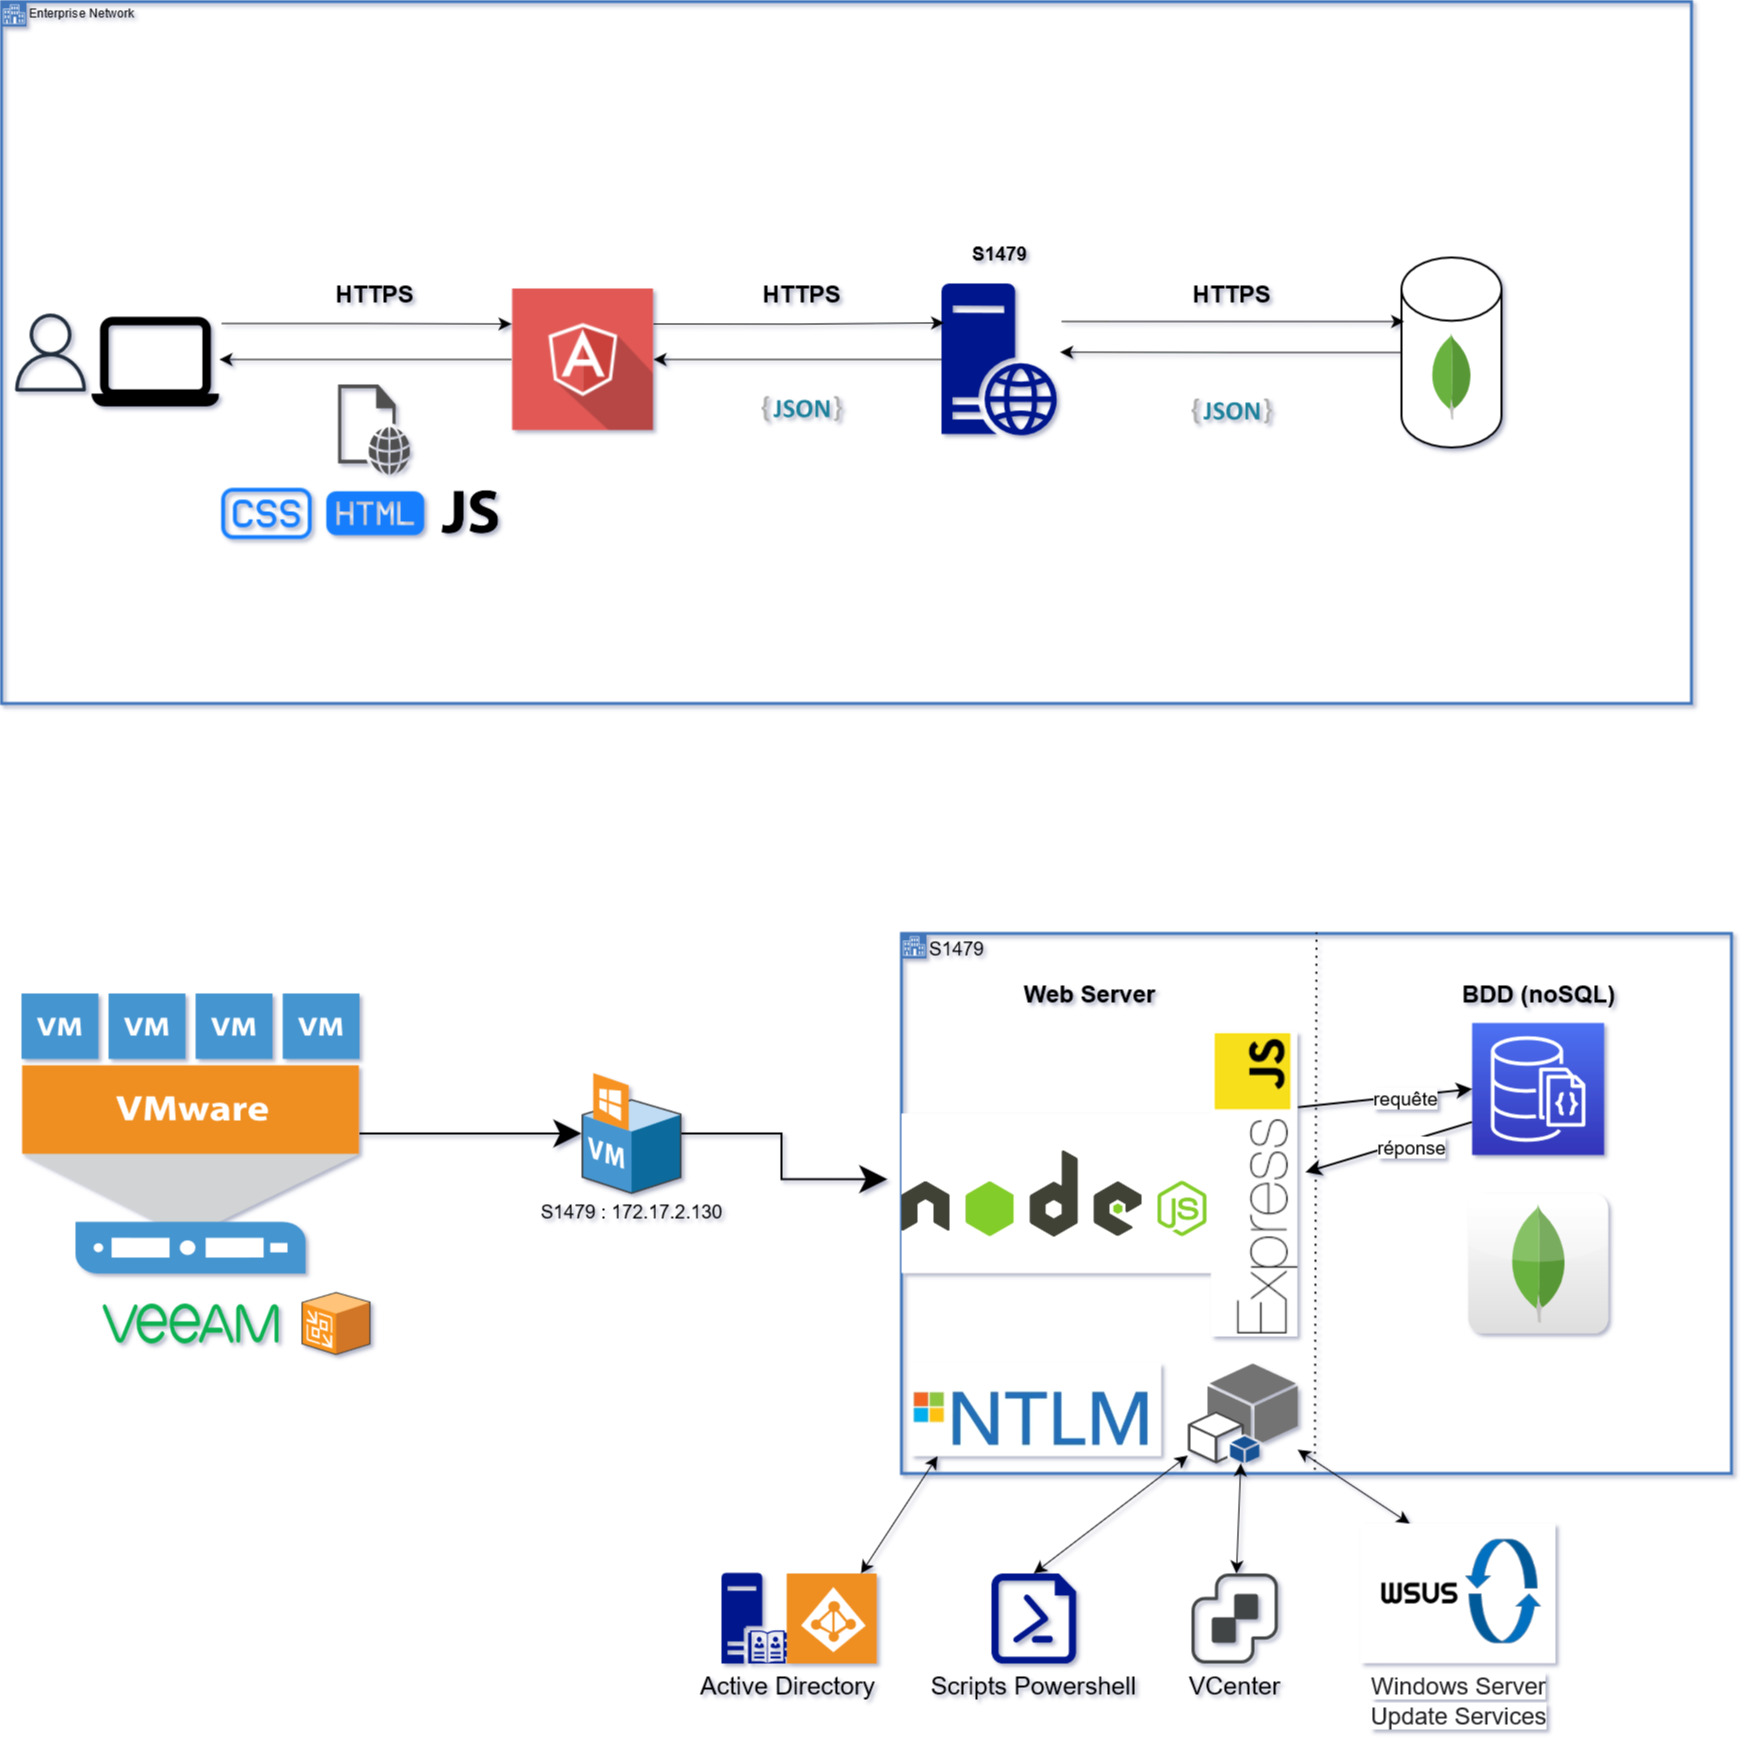 Enterprise Network
S1479
HTTPS
HTTPS
HTTPS
{JSON}
{JSON}
CSS
HTML
JS
S1479
Web Server
BDD (noSQL)
VM
VM
VM
VM
VMware
JS
requête
réponse
VM
S1479 : 172.17.2.130
node
JS
Express
veeAM
NTLM
WSUS
Active Directory
Scripts Powershell
VCenter
Windows Server
Update Services